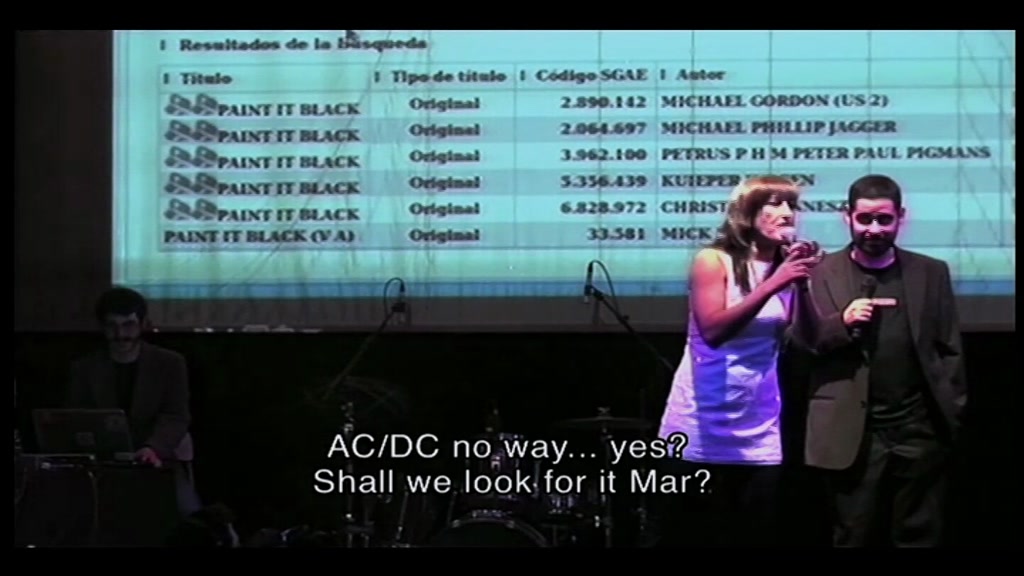 Resultados de la búsqueda
Título Tipo de título Código SGAE Autor
PAINT IT BLACK Original 2.890.142 MICHAEL GORDON (US 2)
PAINT IT BLACK Original 2.064.697 MICHAEL PHILLIP JAGGER
PAINT IT BLACK Original 3.962.100 PETRUS P H M PETER PAUL PIGMANS
PAINT IT BLACK Original 5.356.439
PAINT IT BLACK Original 6.828.972
PAINT IT BLACK (V A) Original 33.581 MICK
AC/DC no way... yes?
Shall we look for it Mar?